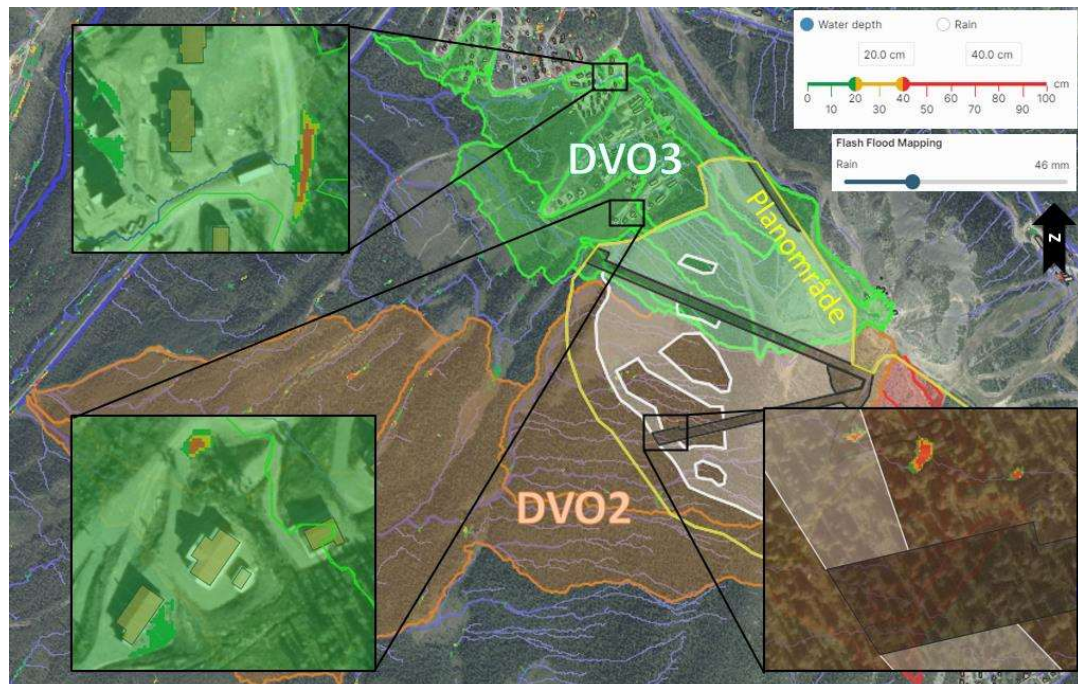 Water depth
Rain
20.0 cm
40.0 cm
cm
0
20
40
60
80
100
10
30
50
70
90
Flash Flood Mapping
Rain
46 mm
DVO3
Planområde
N
DVO2